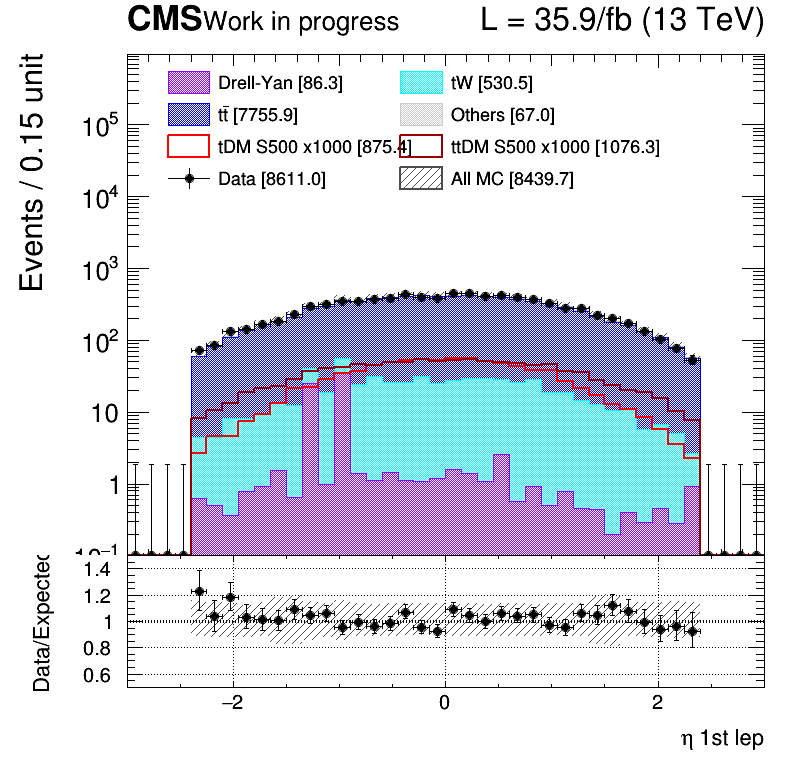 CMS Work in progress L = 35.9/fb (13 TeV)
Events / 0.15 unit
Drell-Yan [86.3] tW [530.5]
tt̄ [7755.9] Others [67.0]
tDM S500 x1000 [875.4] ttDM S500 x1000 [1076.3]
Data [8611.0] All MC [8439.7]
10⁵
10⁴
10³
10²
10
1
10⁻¹
Data/Expected
1.4
1.2
1
0.8
0.6
−2 0 2
η 1st lep